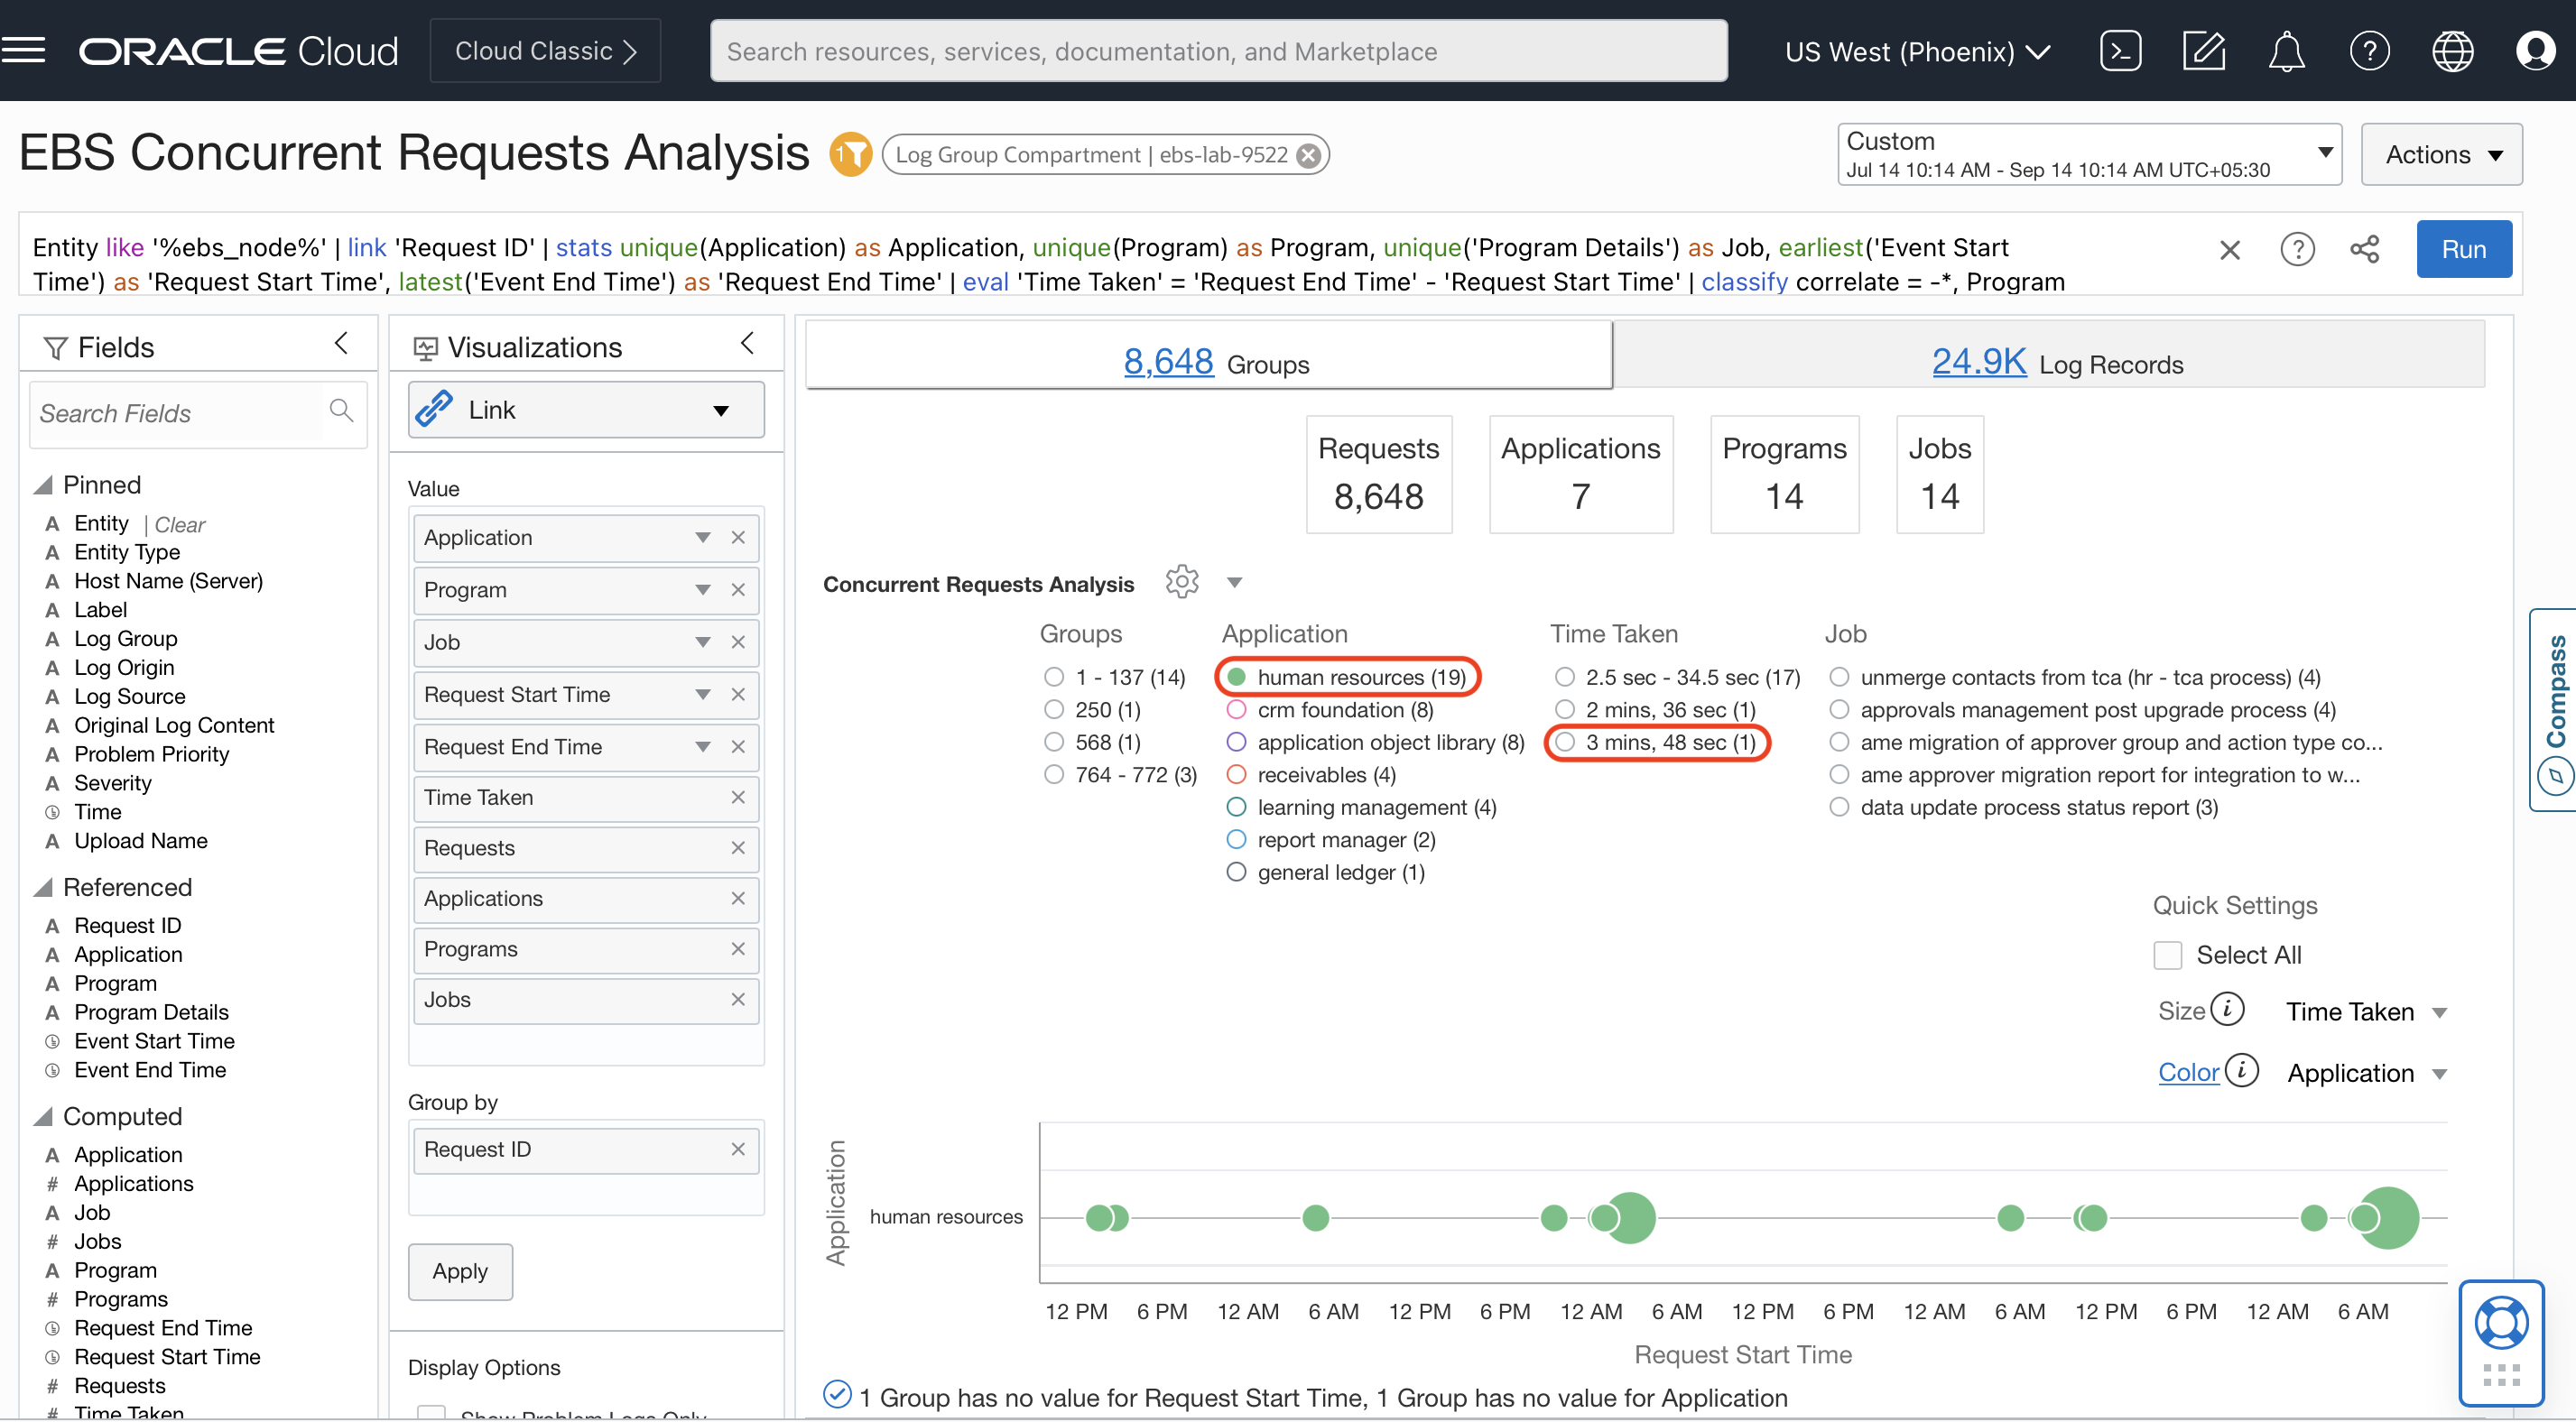 ORACLE Cloud
Cloud Classic
Search resources, services, documentation, and Marketplace
US West (Phoenix)
EBS Concurrent Requests Analysis
1
Log Group Compartment | ebs-lab-9522
Custom
Jul 14 10:14 AM - Sep 14 10:14 AM UTC+05:30
Actions
Entity like '%ebs_node%' | link 'Request ID' | stats unique(Application) as Application, unique(Program) as Program, unique('Program Details') as Job, earliest('Event Start
Time') as 'Request Start Time', latest('Event End Time') as 'Request End Time' | eval 'Time Taken' = 'Request End Time' - 'Request Start Time' | classify correlate = -*, Program
Run
Fields
Search Fields
Pinned
A Entity | Clear
A Entity Type
A Host Name (Server)
A Label
A Log Group
A Log Origin
A Log Source
A Original Log Content
A Problem Priority
A Severity
Time
A Upload Name
Referenced
A Request ID
A Application
A Program
A Program Details
Event Start Time
Event End Time
Computed
A Application
# Applications
A Job
# Jobs
A Program
# Programs
Request End Time
Request Start Time
# Requests
# Time Taken
Visualizations
Link
Value
Application
Program
Job
Request Start Time
Request End Time
Time Taken
Requests
Applications
Programs
Jobs
Group by
Request ID
Apply
Display Options
Show Problem Logs Only
8,648 Groups
24.9K Log Records
Requests
8,648
Applications
7
Programs
14
Jobs
14
Concurrent Requests Analysis
Groups
1 - 137 (14)
250 (1)
568 (1)
764 - 772 (3)
Application
human resources (19)
crm foundation (8)
application object library (8)
receivables (4)
learning management (4)
report manager (2)
general ledger (1)
Time Taken
2.5 sec - 34.5 sec (17)
2 mins, 36 sec (1)
3 mins, 48 sec (1)
Job
unmerge contacts from tca (hr - tca process) (4)
approvals management post upgrade process (4)
ame migration of approver group and action type co...
ame approver migration report for integration to w...
data update process status report (3)
Quick Settings
Select All
Size i Time Taken
Color i Application
Application
human resources
12 PM 6 PM 12 AM 6 AM 12 PM 6 PM 12 AM 6 AM 12 PM 6 PM 12 AM 6 AM 12 PM 6 PM 12 AM 6 AM
Request Start Time
1 Group has no value for Request Start Time, 1 Group has no value for Application
Compass